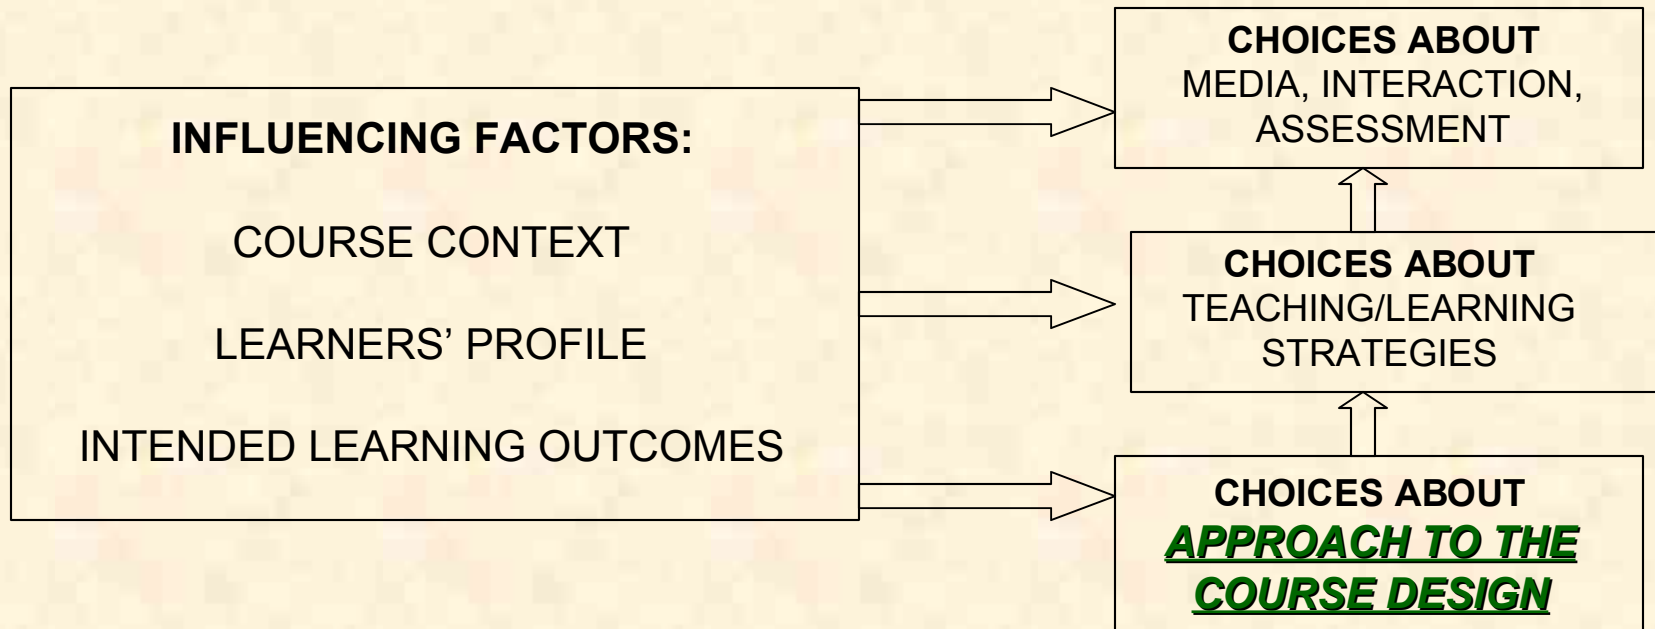 INFLUENCING FACTORS:
COURSE CONTEXT
LEARNERS’ PROFILE
INTENDED LEARNING OUTCOMES
CHOICES ABOUT
MEDIA, INTERACTION,
ASSESSMENT
CHOICES ABOUT
TEACHING/LEARNING
STRATEGIES
CHOICES ABOUT
APPROACH TO THE
COURSE DESIGN